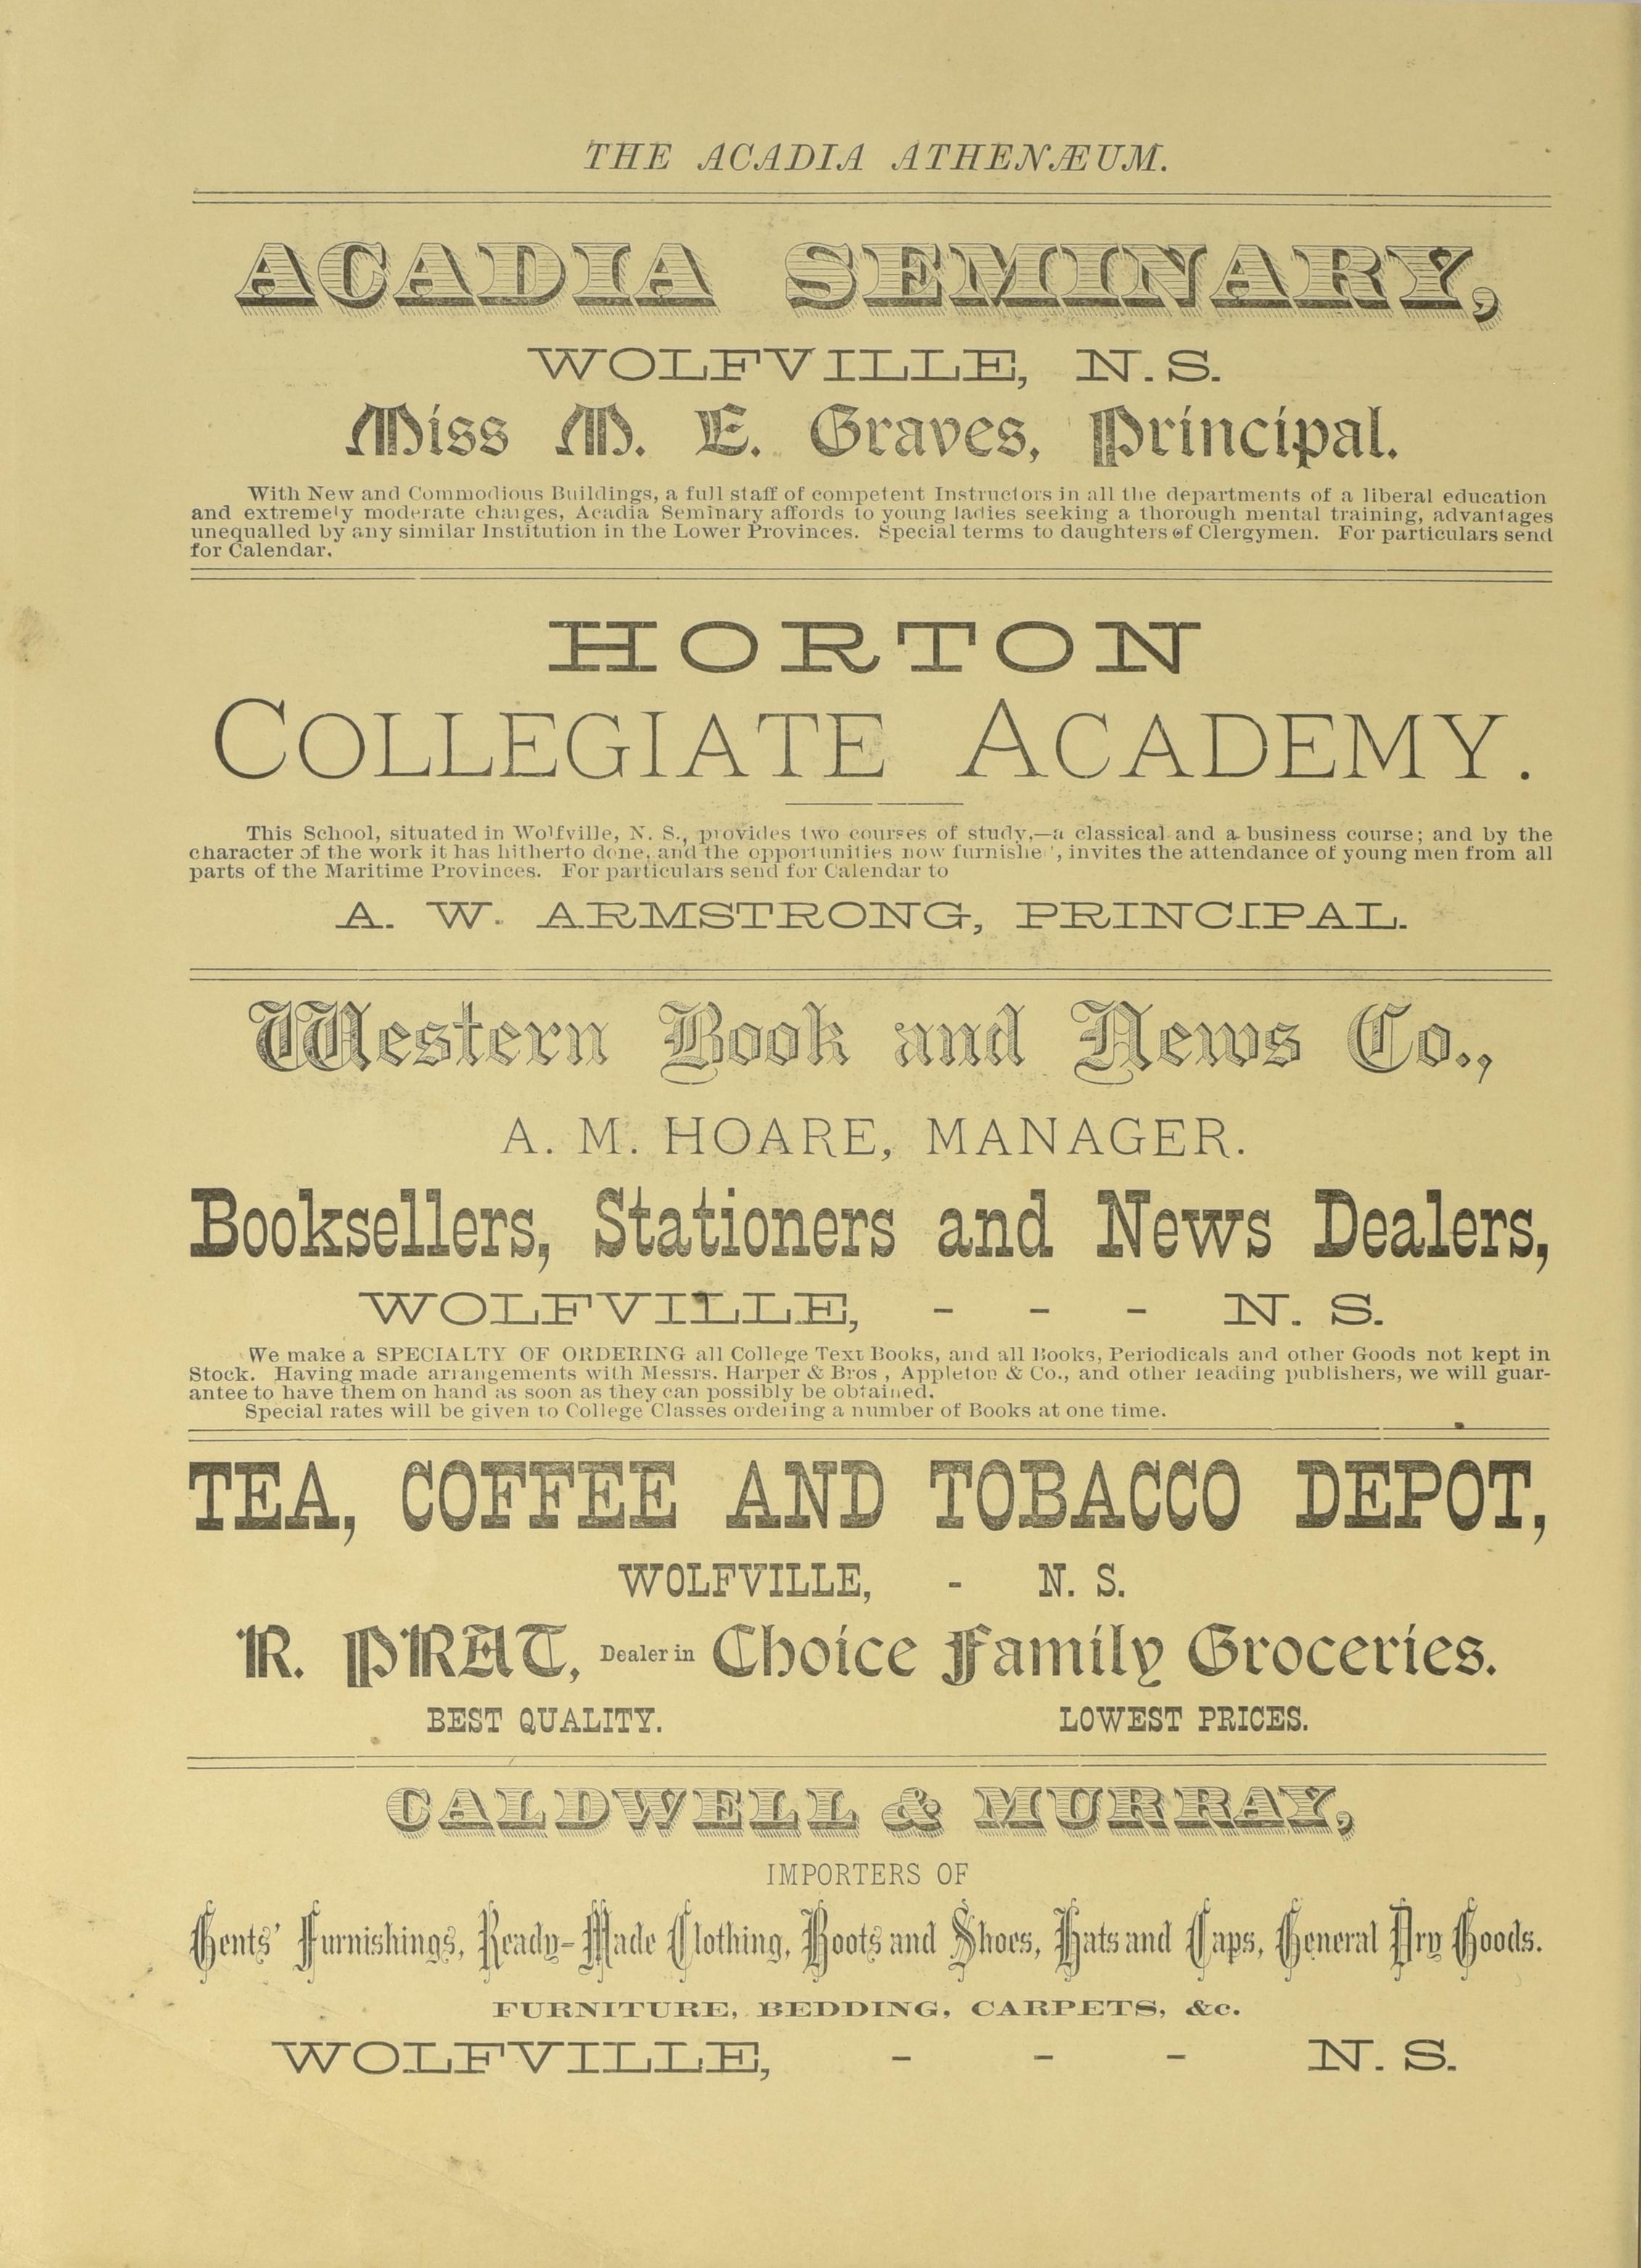 THE ACADIA ATHENÆUM.
ACADIA SEMINARY,
WOLFVILLE, N. S.
Miss M. E. Graves, Principal.
With New and Commodious Buildings, a full staff of competent Instructors in all the departments of a liberal education
and extremely moderate charges, Acadia Seminary affords to young ladies seeking a thorough mental training, advantages
unequalled by any similar Institution in the Lower Provinces. Special terms to daughters of Clergymen. For particulars send
for Calendar.
HORTON
COLLEGIATE ACADEMY.
This School, situated in Wolfville, N. S., provides two courses of study,—a classical and a business course; and by the
character of the work it has hitherto done, and the opportunities now furnishe', invites the attendance of young men from all
parts of the Maritime Provinces. For particulars send for Calendar to
A. W. ARMSTRONG, PRINCIPAL.
Western Book and News Co.,
A. M. HOARE, MANAGER.
Booksellers, Stationers and News Dealers,
WOLFVILLE, - - - N. S.
We make a SPECIALTY OF ORDERING all College Text Books, and all Books, Periodicals and other Goods not kept in
Stock. Having made arrangements with Messrs. Harper & Bros , Appleton & Co., and other leading publishers, we will guar-
antee to have them on hand as soon as they can possibly be obtained.
Special rates will be given to College Classes ordering a number of Books at one time.
TEA, COFFEE AND TOBACCO DEPOT,
WOLFVILLE, - N. S.
R. PRAT, Dealer in Choice Family Groceries.
BEST QUALITY. LOWEST PRICES.
CALDWELL & MURRAY,
IMPORTERS OF
Gents' Furnishings, Ready-Made Clothing, Boots and Shoes, Hats and Caps, General Dry Goods.
FURNITURE, BEDDING, CARPETS, &c.
WOLFVILLE, - - - N. S.